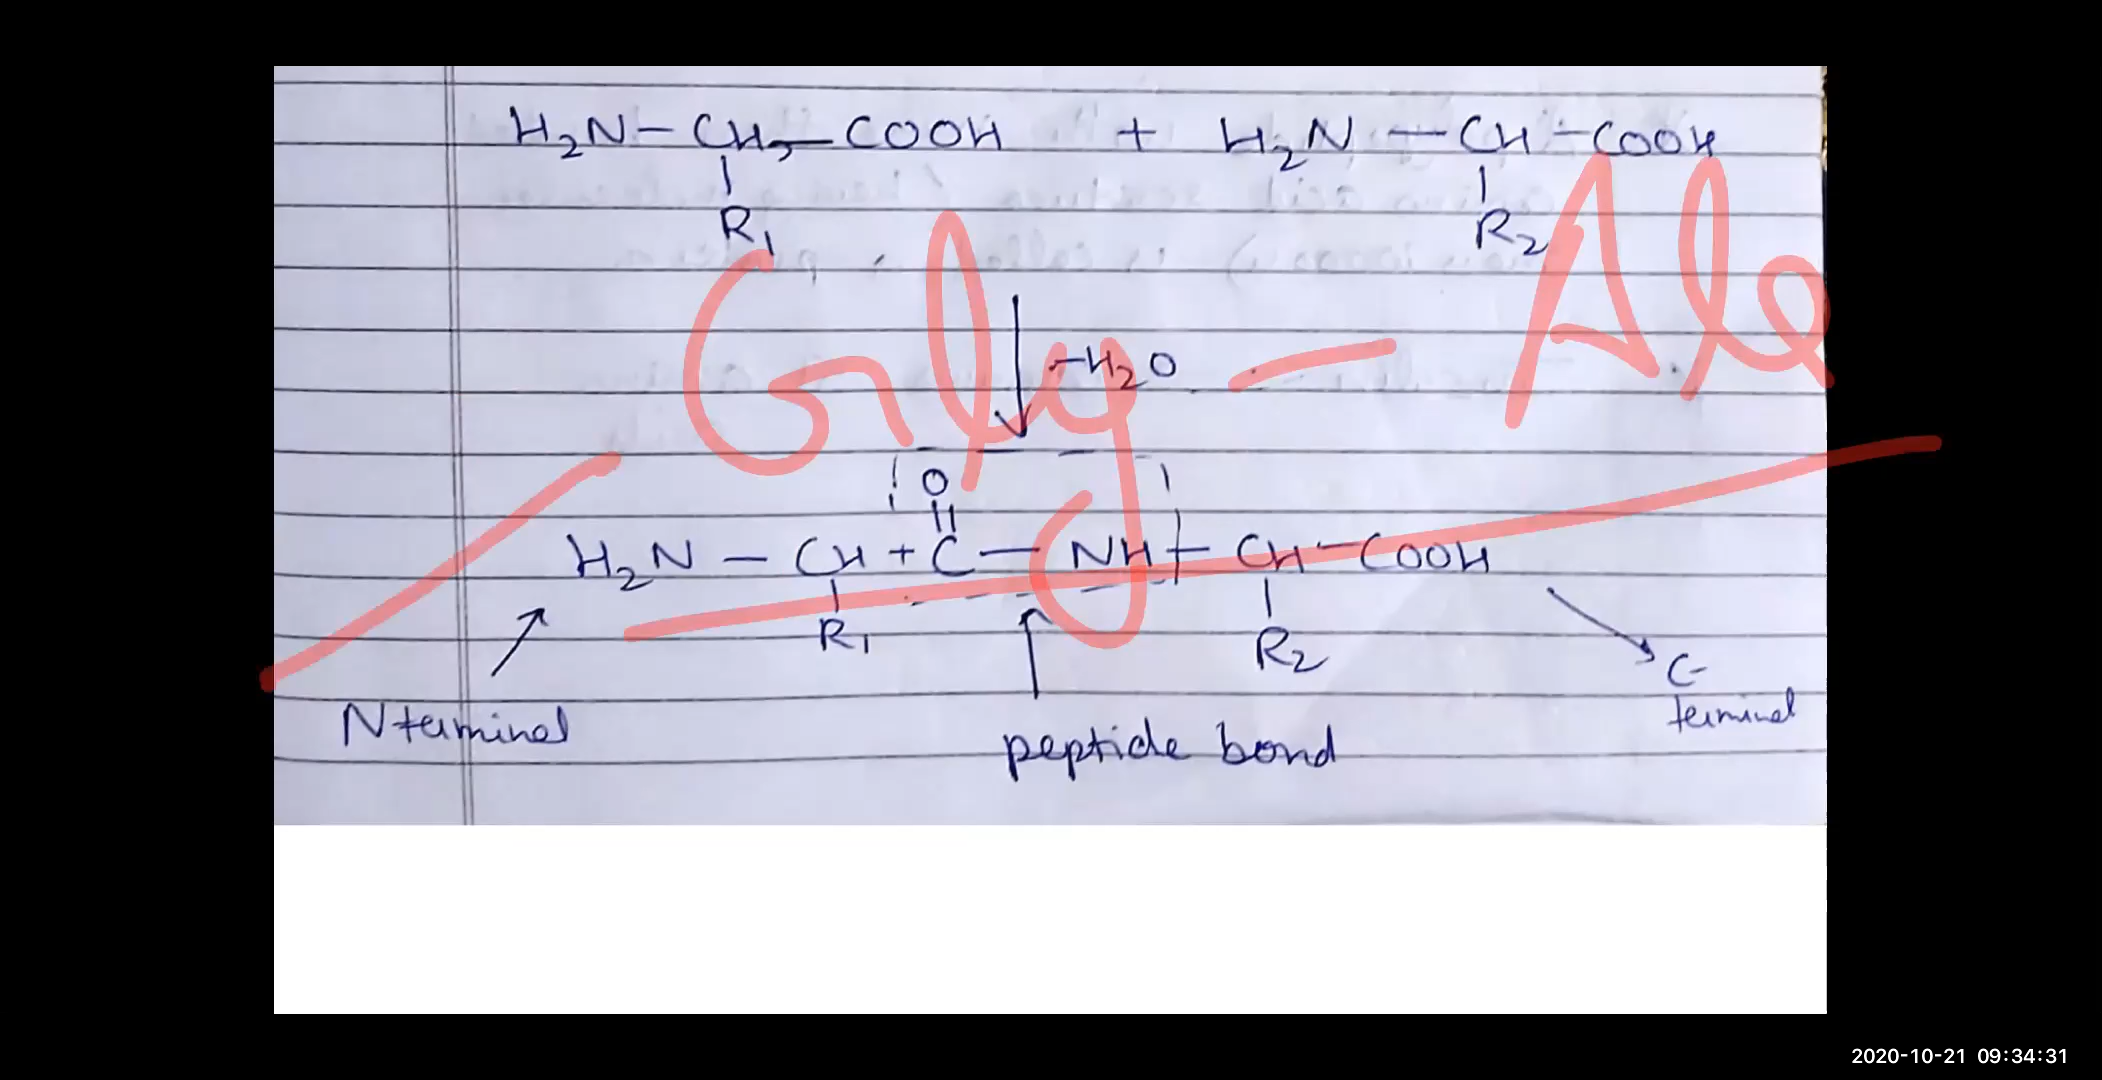 H₂N – CH₂ – COOH + H₂N – CH – COOH
R₁ R₂
Gly – Ale
-H₂O
O
H₂N – CH + C – NH + CH – COOH
R₁ R₂
N terminal
C-
terminal
peptide bond
2020-10-21 09:34:31